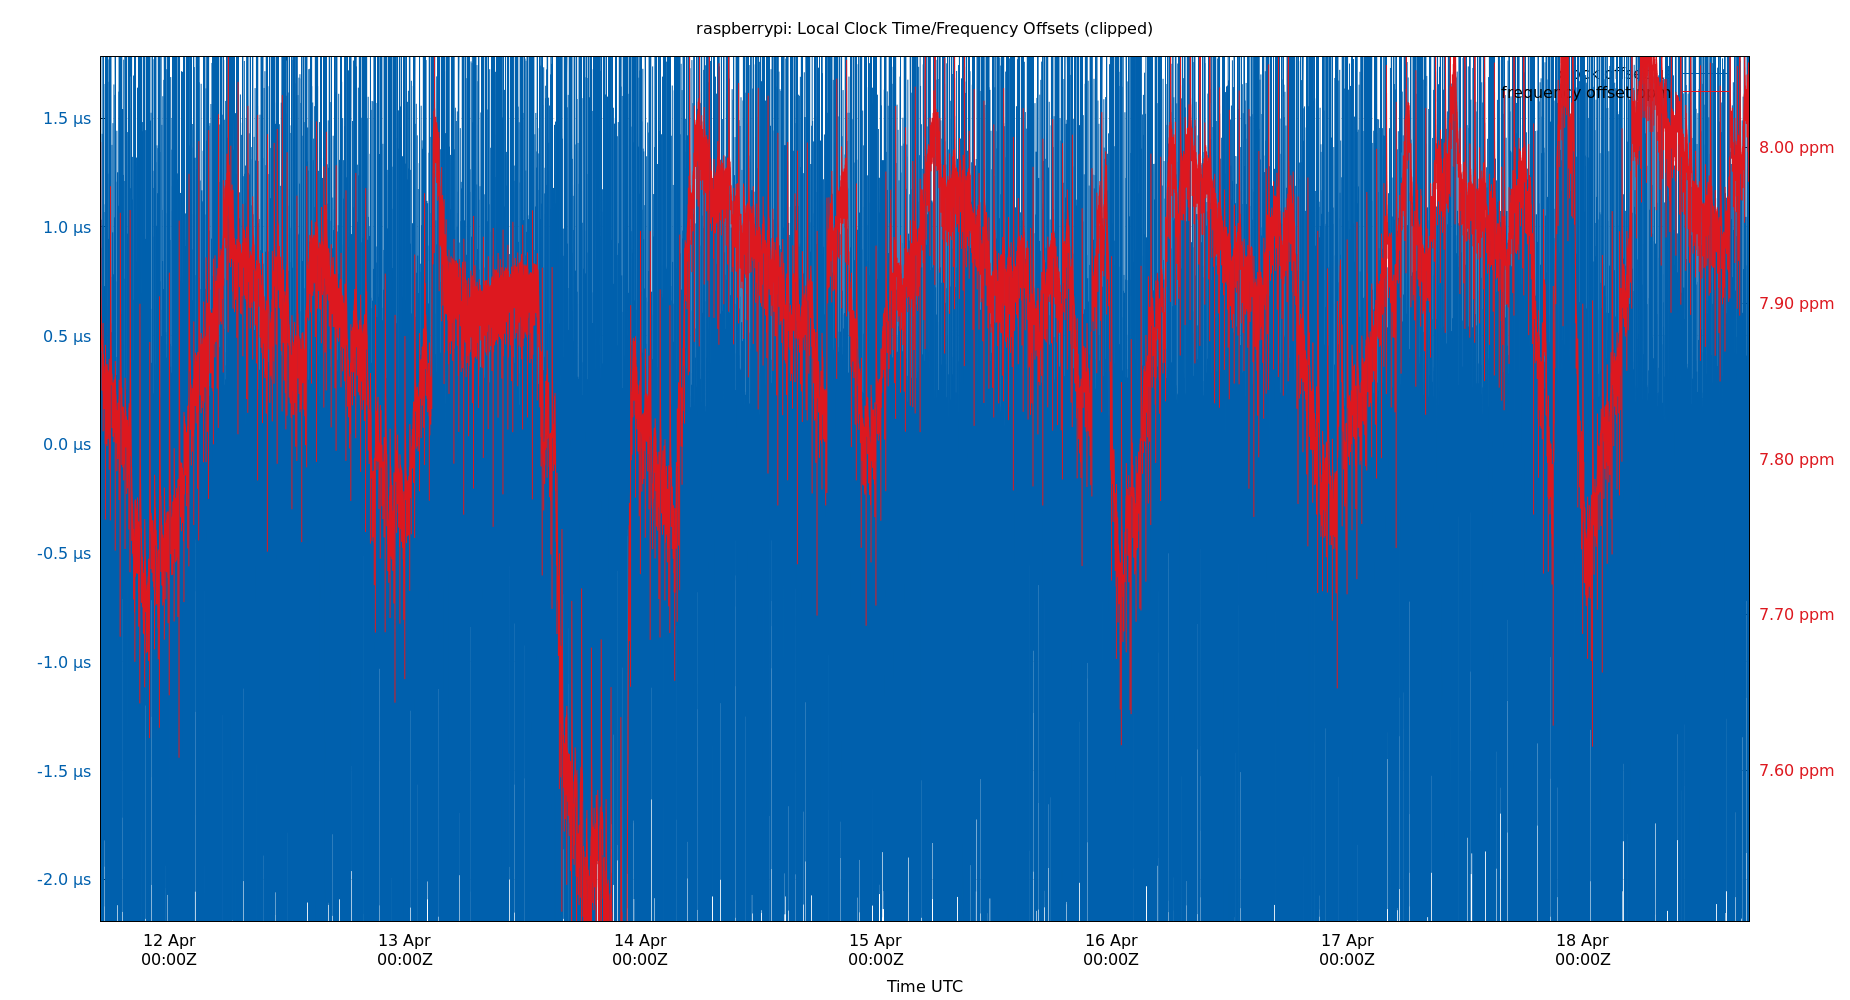 raspberrypi: Local Clock Time/Frequency Offsets (clipped)
frequency offset ppm
1.5 µs
1.0 µs
0.5 µs
0.0 µs
-0.5 µs
-1.0 µs
-1.5 µs
-2.0 µs
8.00 ppm
7.90 ppm
7.80 ppm
7.70 ppm
7.60 ppm
12 Apr 13 Apr 14 Apr 15 Apr 16 Apr 17 Apr 18 Apr
00:00Z 00:00Z 00:00Z 00:00Z 00:00Z 00:00Z 00:00Z
Time UTC